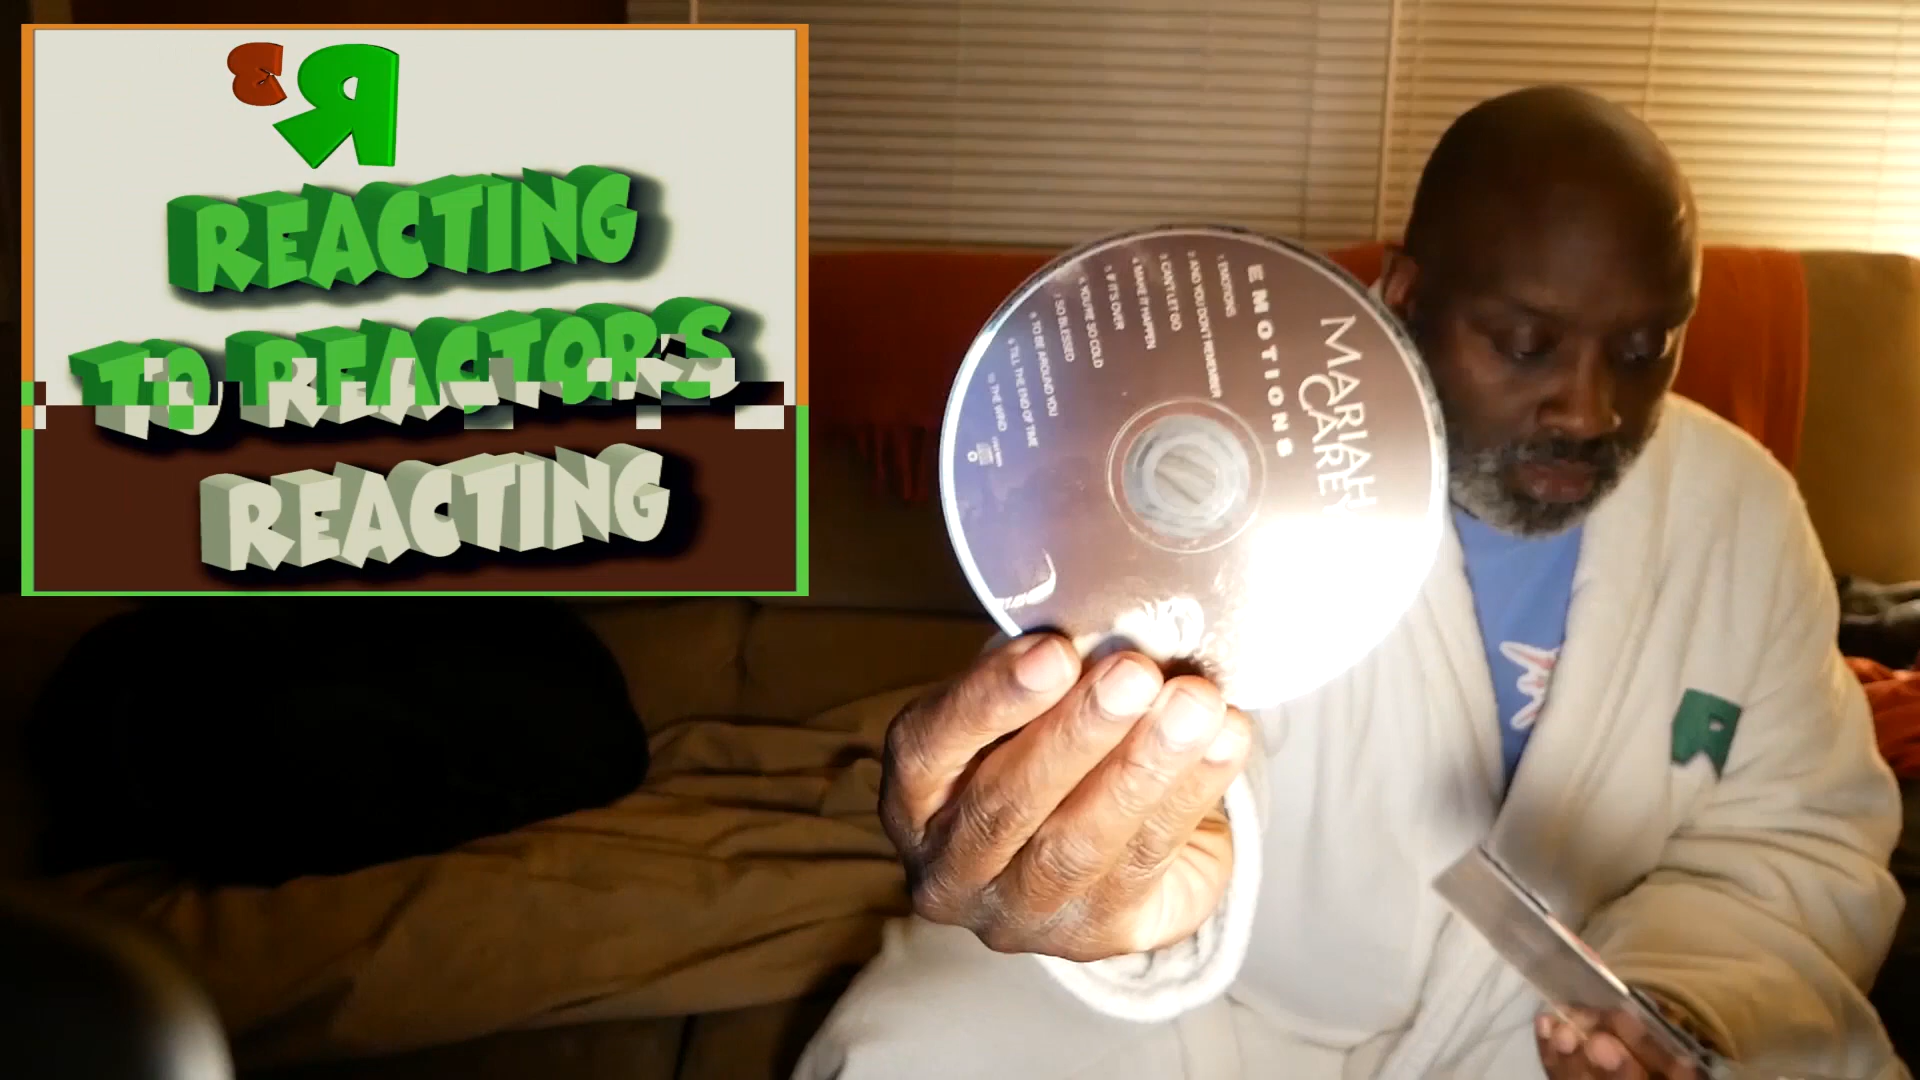 REACTING
TO REACTOR'S
REACTING
MARIAH
CAREY
EMOTIONS
1 EMOTIONS
2 AND YOU DON'T REMEMBER
3 CAN'T LET GO
4 MAKE IT HAPPEN
5 IF IT'S OVER
6 YOU'RE SO COLD
7 SO BLESSED
8 TO BE AROUND YOU
9 TILL THE END OF TIME
10 THE WIND
R